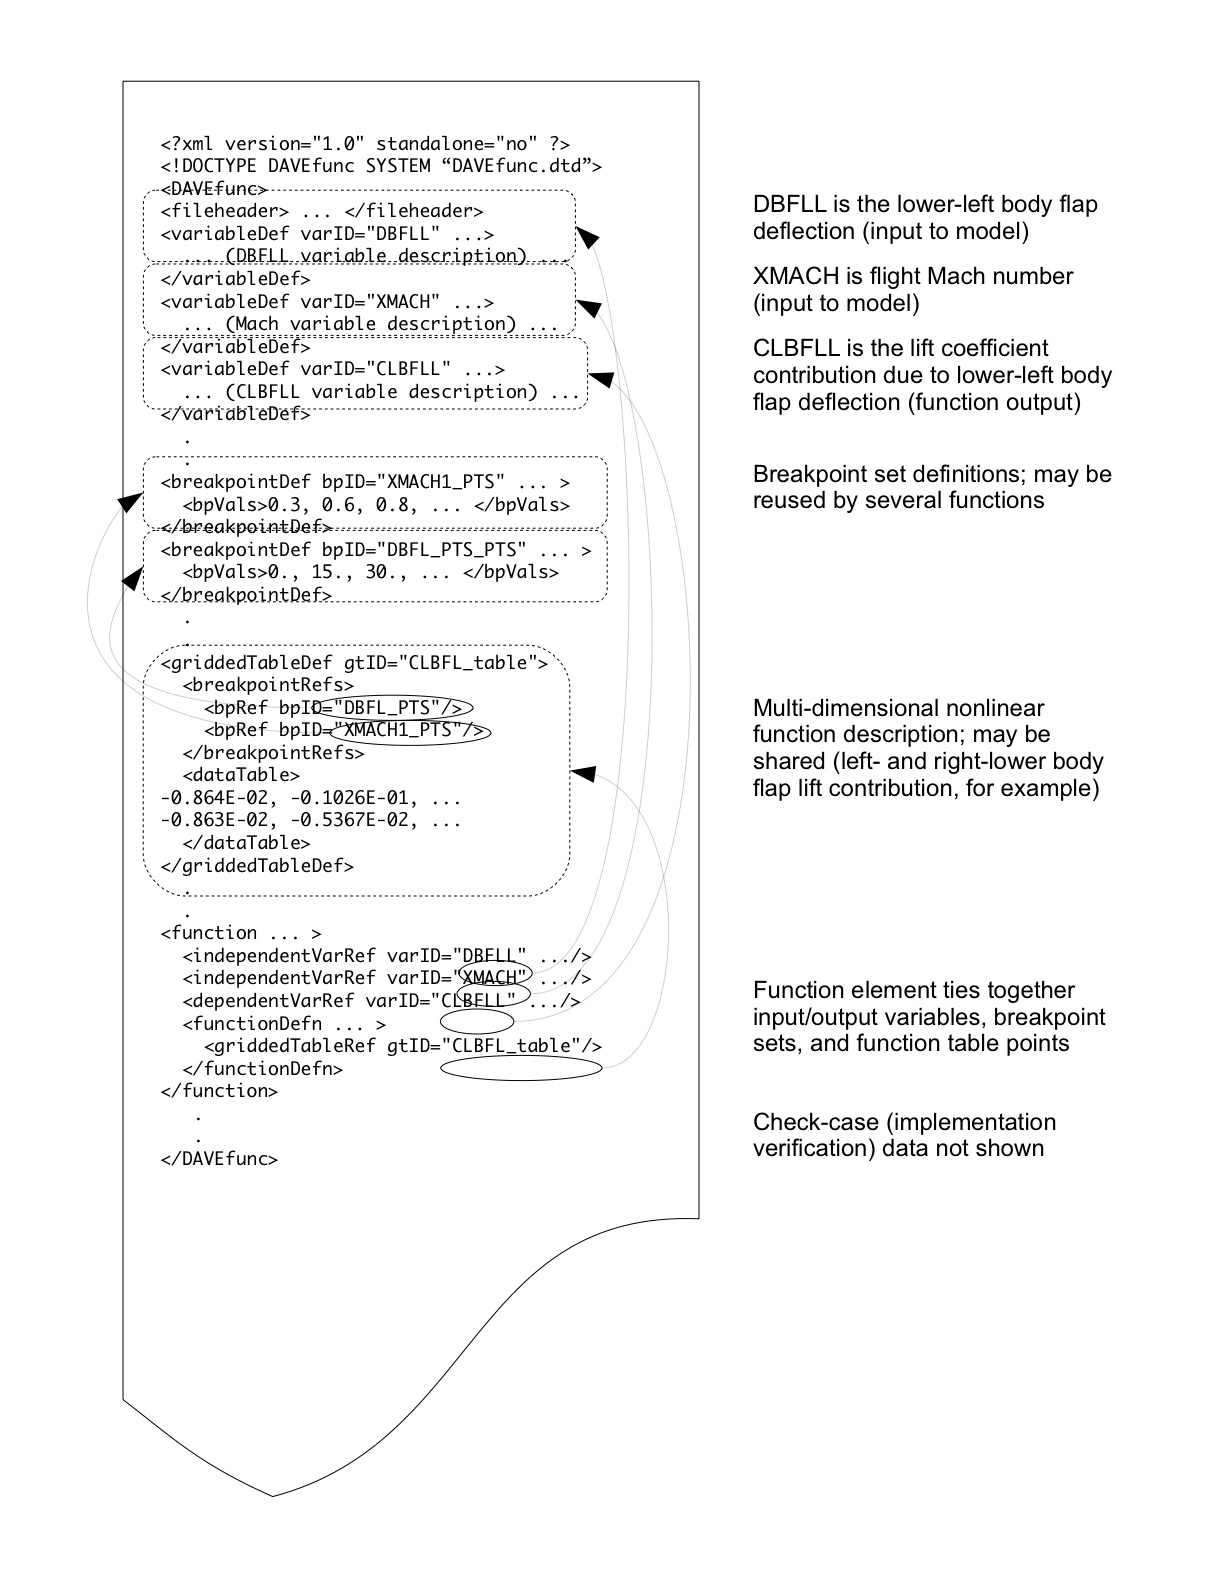 <?xml version="1.0" standalone="no" ?>
<!DOCTYPE DAVEfunc SYSTEM “DAVEfunc.dtd”>
<DAVEfunc>
<fileheader> ... </fileheader>
<variableDef varID="DBFLL" ...>
... (DBFLL variable description) ...
</variableDef>
<variableDef varID="XMACH" ...>
... (Mach variable description) ...
</variableDef>
<variableDef varID="CLBFLL" ...>
... (CLBFLL variable description) ...
</variableDef>
.
.
<breakpointDef bpID="XMACH1_PTS" ... >
<bpVals>0.3, 0.6, 0.8, ... </bpVals>
</breakpointDef>
<breakpointDef bpID="DBFL_PTS_PTS" ... >
<bpVals>0., 15., 30., ... </bpVals>
</breakpointDef>
.
.
<griddedTableDef gtID="CLBFL_table">
<breakpointRefs>
<bpRef bpID="DBFL_PTS"/>
<bpRef bpID="XMACH1_PTS"/>
</breakpointRefs>
<dataTable>
-0.864E-02, -0.1026E-01, ...
-0.863E-02, -0.5367E-02, ...
</dataTable>
</griddedTableDef>
.
.
<function ... >
<independentVarRef varID="DBFLL" .../>
<independentVarRef varID="XMACH" .../>
<dependentVarRef varID="CLBFLL" .../>
<functionDefn ... >
<griddedTableRef gtID="CLBFL_table"/>
</functionDefn>
</function>
.
.
</DAVEfunc>
DBFLL is the lower-left body flap
deflection (input to model)
XMACH is flight Mach number
(input to model)
CLBFLL is the lift coefficient
contribution due to lower-left body
flap deflection (function output)
Breakpoint set definitions; may be
reused by several functions
Multi-dimensional nonlinear
function description; may be
shared (left- and right-lower body
flap lift contribution, for example)
Function element ties together
input/output variables, breakpoint
sets, and function table points
Check-case (implementation
verification) data not shown